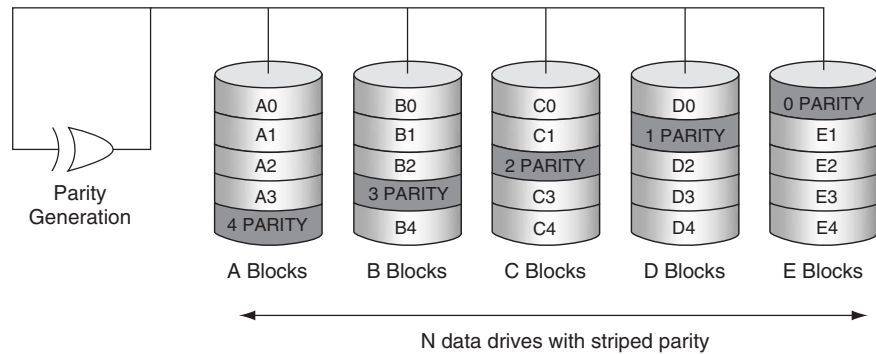 A0 B0 C0 D0 0 PARITY
A1 B1 C1 1 PARITY E1
A2 B2 2 PARITY D2 E2
A3 3 PARITY C3 D3 E3
4 PARITY B4 C4 D4 E4
Parity
Generation
A Blocks B Blocks C Blocks D Blocks E Blocks
N data drives with striped parity